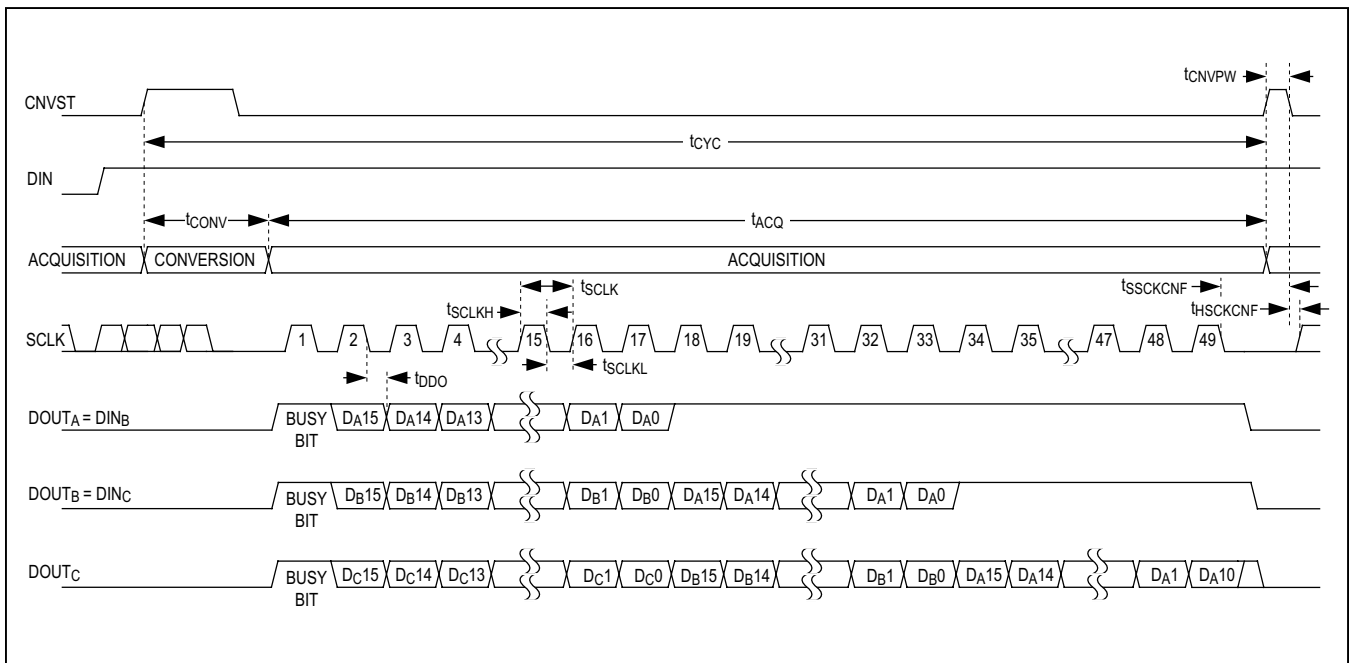 tCNVPW
CNVST
tCYC
DIN
tCONV tACQ
ACQUISITION CONVERSION ACQUISITION
tSCLK tSSCKCNF
tSCLKH tHSCKCNF
SCLK 1 2 3 4 15 16 17 18 19 31 32 33 34 35 47 48 49
tSCLKL
tDDO
DOUTA = DINB BUSY BIT DA15 DA14 DA13 DA1 DA0
DOUTB = DINC BUSY BIT DB15 DB14 DB13 DB1 DB0 DA15 DA14 DA1 DA0
DOUTC BUSY BIT DC15 DC14 DC13 DC1 DC0 DB15 DB14 DB1 DB0 DA15 DA14 DA1 DA10